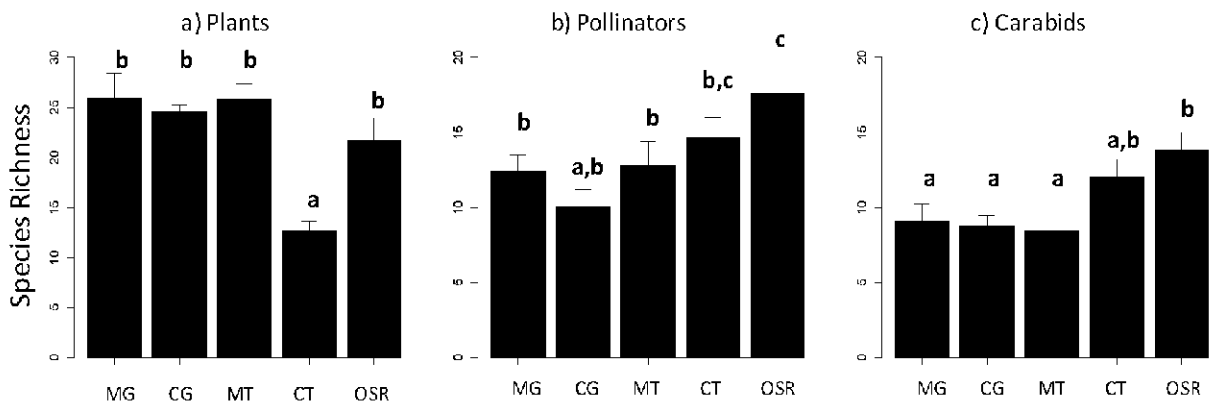 a) Plants
b) Pollinators
c) Carabids
Species Richness
30
25
20
15
10
5
0
b
b
b
a
b
MG CG MT CT OSR
20
15
10
5
0
b
a,b
b
b,c
c
MG CG MT CT OSR
20
15
10
5
0
a
a
a
a,b
b
MG CG MT CT OSR